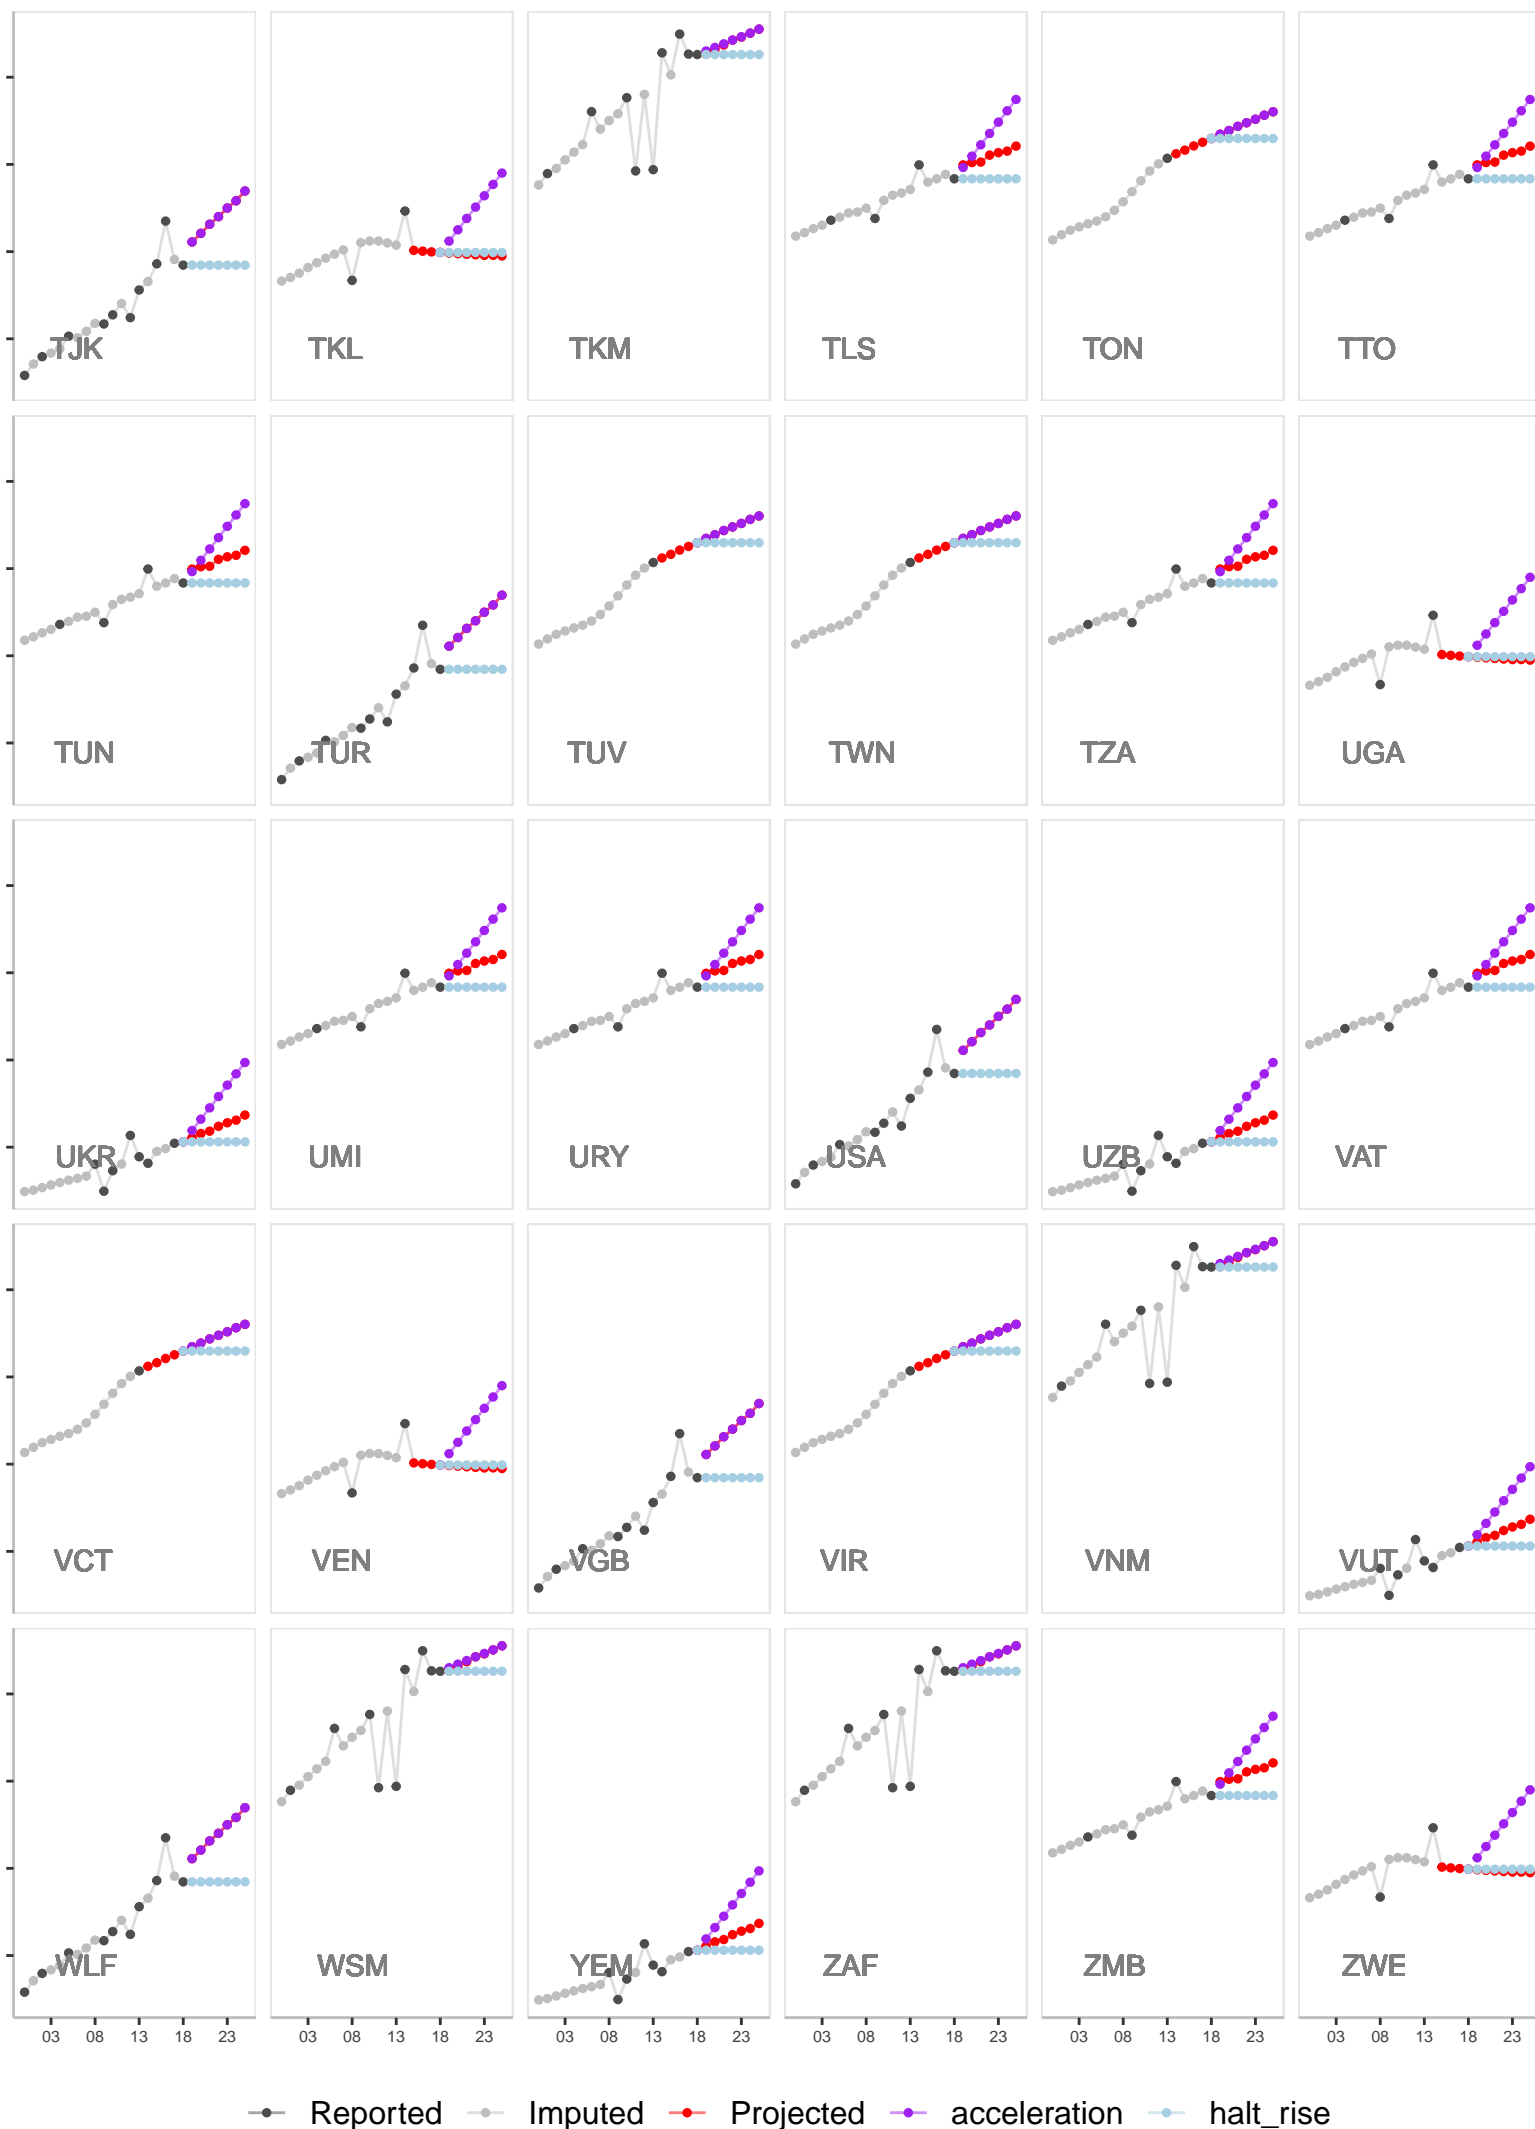 TJK TKL TKM TLS TON TTO
TUN TUR TUV TWN TZA UGA
UKR UMI URY USA UZB VAT
VCT VEN VGB VIR VNM VUT
WLF WSM YEM ZAF ZMB ZWE
03 08 13 18 23 03 08 13 18 23 03 08 13 18 23 03 08 13 18 23 03 08 13 18 23 03 08 13 18 23
Reported Imputed Projected acceleration halt_rise